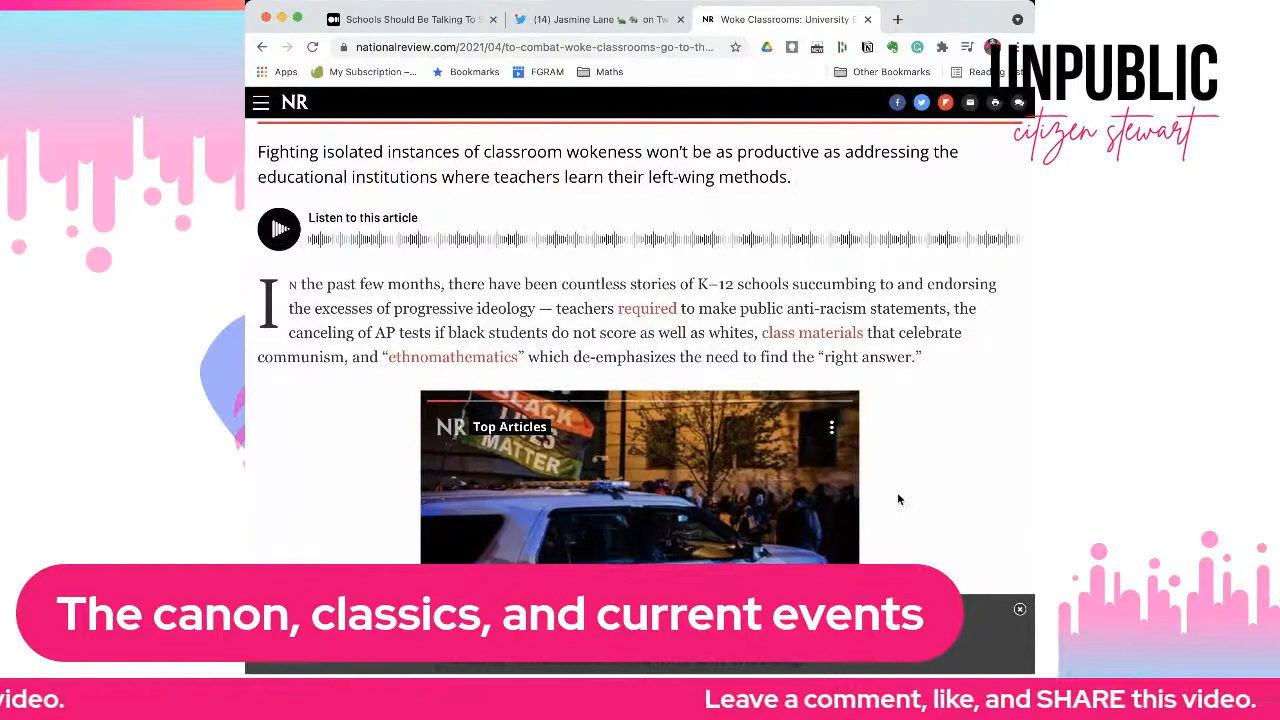 Schools Should Be Talking To S
(14) Jasmine Lane on Tw
NR Woke Classrooms: University E
nationalreview.com/2021/04/to-combat-woke-classrooms-go-to-th...
Apps
My Subscription –...
Bookmarks
FGRAM
Maths
Other Bookmarks
UNPUBLIC
citizen stewart
NR
Fighting isolated instances of classroom wokeness won't be as productive as addressing the
educational institutions where teachers learn their left-wing methods.
Listen to this article
IN the past few months, there have been countless stories of K–12 schools succumbing to and endorsing
the excesses of progressive ideology — teachers required to make public anti-racism statements, the
canceling of AP tests if black students do not score as well as whites, class materials that celebrate
communism, and “ethnomathematics” which de-emphasizes the need to find the “right answer.”
NR Top Articles
BLACK
LIVES
MATTER
The canon, classics, and current events
video.
Leave a comment, like, and SHARE this video.